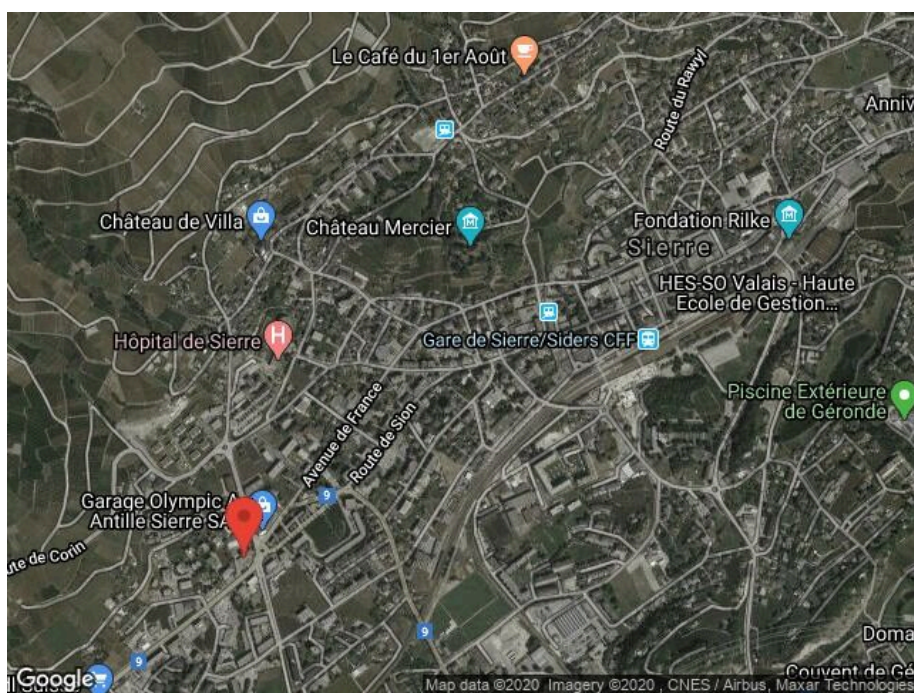 Le Café du 1er Août
Route du Rawyl
Anniv
Château de Villa
Château Mercier
Fondation Rilke
Sierre
HES-SO Valais - Haute
Ecole de Gestion...
Hôpital de Sierre
Gare de Sierre/Siders CFF
Piscine Extérieure
de Géronde
Avenue de France
Route de Sion
9
Garage Olympic A
Antille Sierre SA
ute de Corin
9
Doma
9
Couvent de Gé
Google
Map data ©2020 Imagery ©2020 , CNES / Airbus, Maxar Technologies